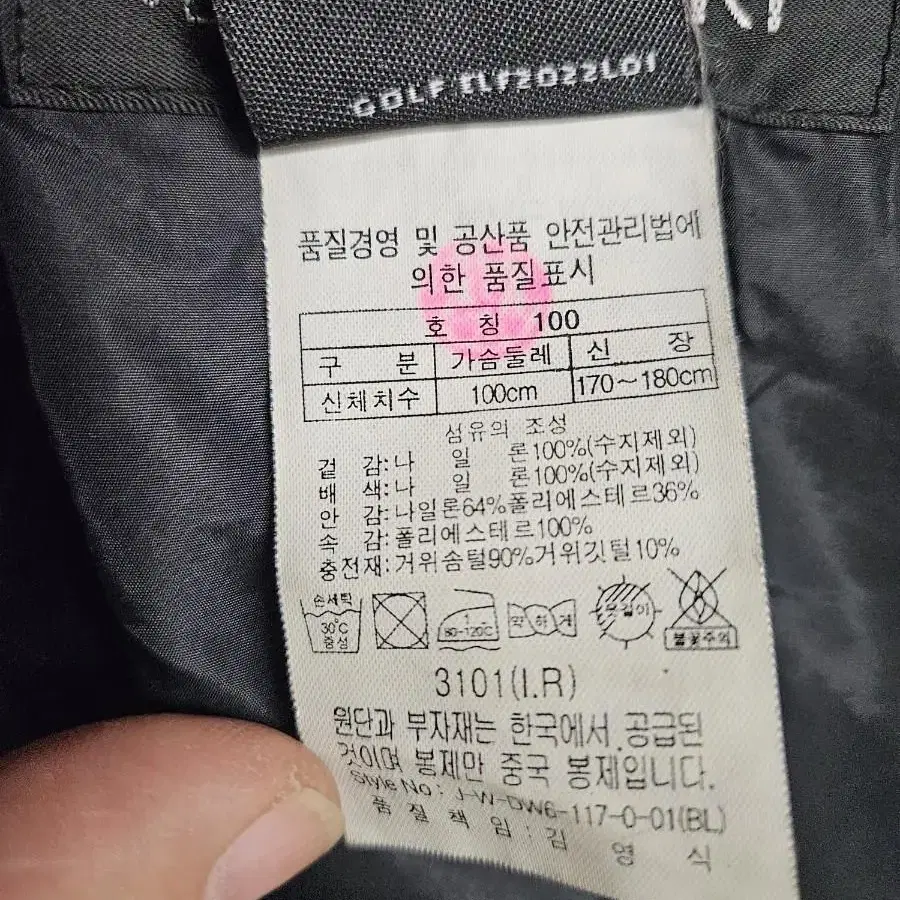 GOLF
품질경영 및 공산품 안전관리법에
의한 품질표시
호 칭 100
구 분 가슴둘레 신 장
신체치수 100cm 170~180cm
섬유의 조성
겉 감:나 일 론100%(수지제외)
배 색:나 일 론100%(수지제외)
안 감:나일론64%폴리에스테르36%
속 감:폴리에스테르100%
충전재:거위솜털90%거위깃털10%
손세탁 30℃ 중성 1 80~120℃ 약하게 옷걸이 불꽃주의
3101(I.R)
원단과 부자재는 한국에서 공급된
것이며 봉제만 중국 봉제입니다.
Style No : J-W-DW6-117-0-01(BL)
품 질 책 임 : 김 영 식